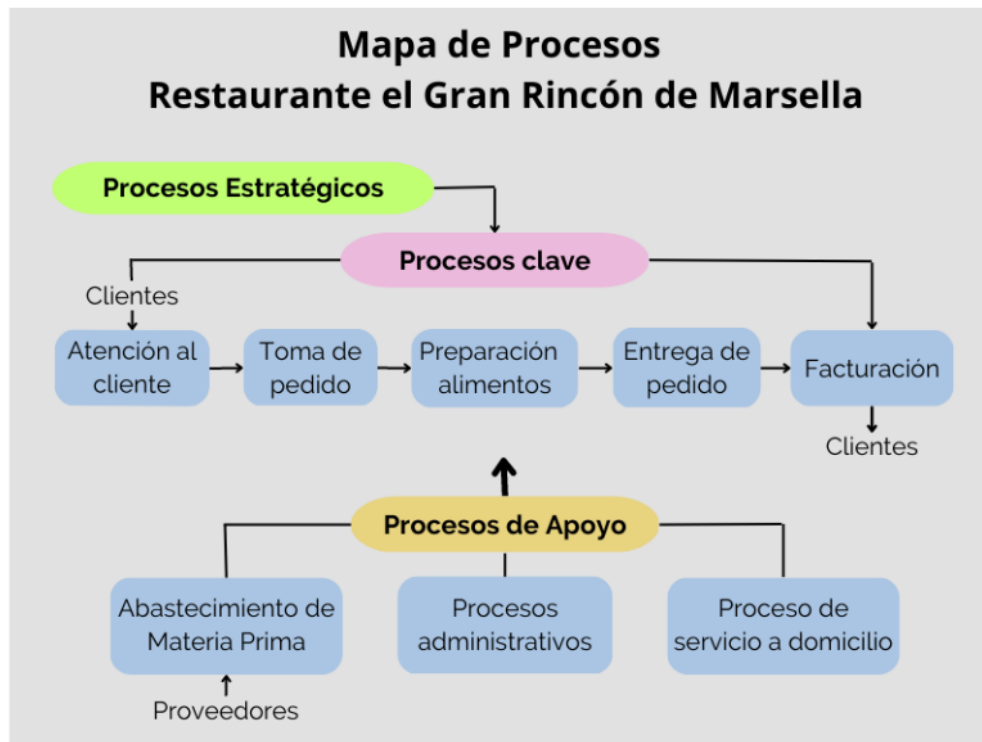 Mapa de Procesos
Restaurante el Gran Rincón de Marsella
Procesos Estratégicos
Procesos clave
Clientes
Atención al
cliente
Toma de
pedido
Preparación
alimentos
Entrega de
pedido
Facturación
Clientes
Procesos de Apoyo
Abastecimiento de
Materia Prima
Procesos
administrativos
Proceso de
servicio a domicilio
Proveedores